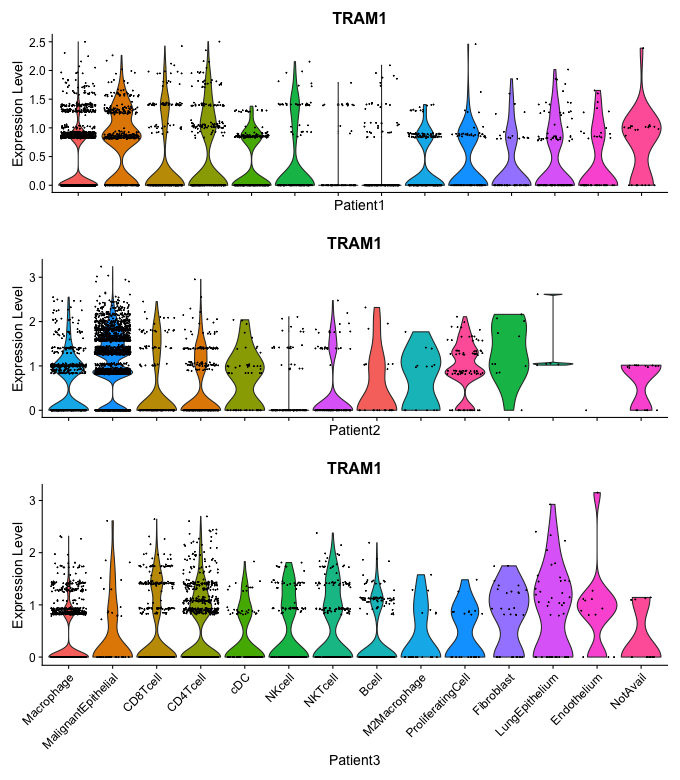 TRAM1
Expression Level
2.5
2.0
1.5
1.0
0.5
0.0
Patient1
TRAM1
Expression Level
3
2
1
0
Patient2
TRAM1
Expression Level
3
2
1
0
Macrophage
MalignantEpithelial
CD8Tcell
CD4Tcell
cDC
NKcell
NKTcell
Bcell
M2Macrophage
ProliferatingCell
Fibroblast
LungEpithelium
Endothelium
NotAvail
Patient3